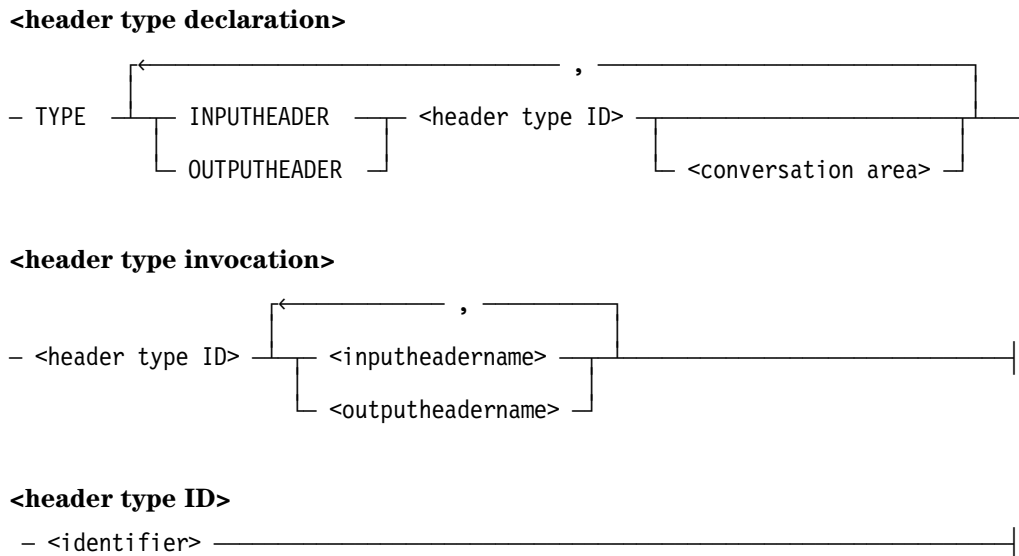 <header type declaration>
,
TYPE INPUTHEADER <header type ID>
OUTPUTHEADER <conversation area>
<header type invocation>
,
<header type ID> <inputheadername>
<outputheadername>
<header type ID>
<identifier>